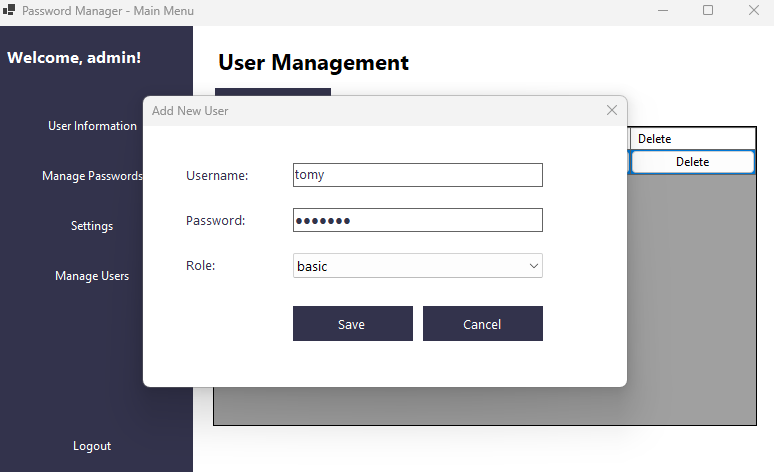 Password Manager - Main Menu
Welcome, admin!
User Management
User Information
Manage Passwords
Settings
Manage Users
Logout
Delete
Delete
Add New User
Username:
tomy
Password:
●●●●●●●
Role:
basic
Save
Cancel